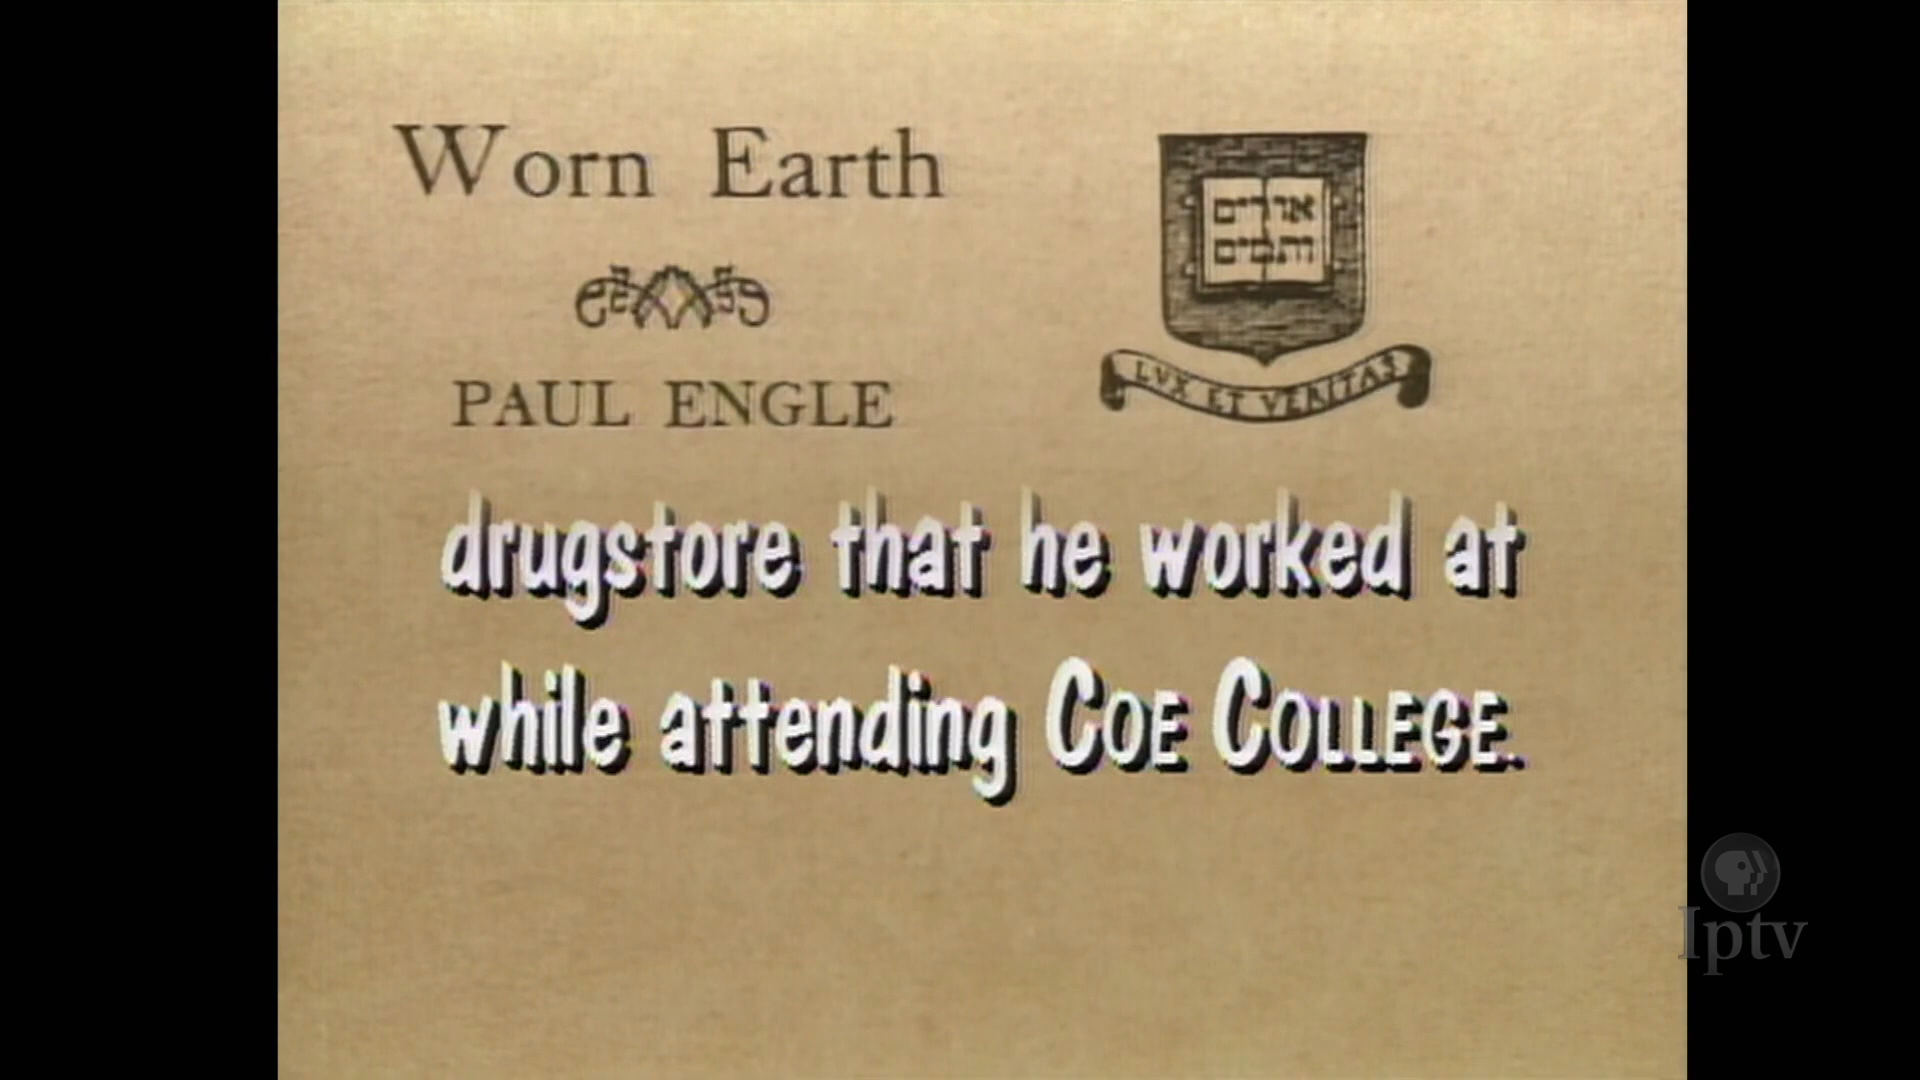 Worn Earth
אורים
ותמים
LVX ET VERITAS
PAUL ENGLE
drugstore that he worked at
while attending COE COLLEGE.
Iptv